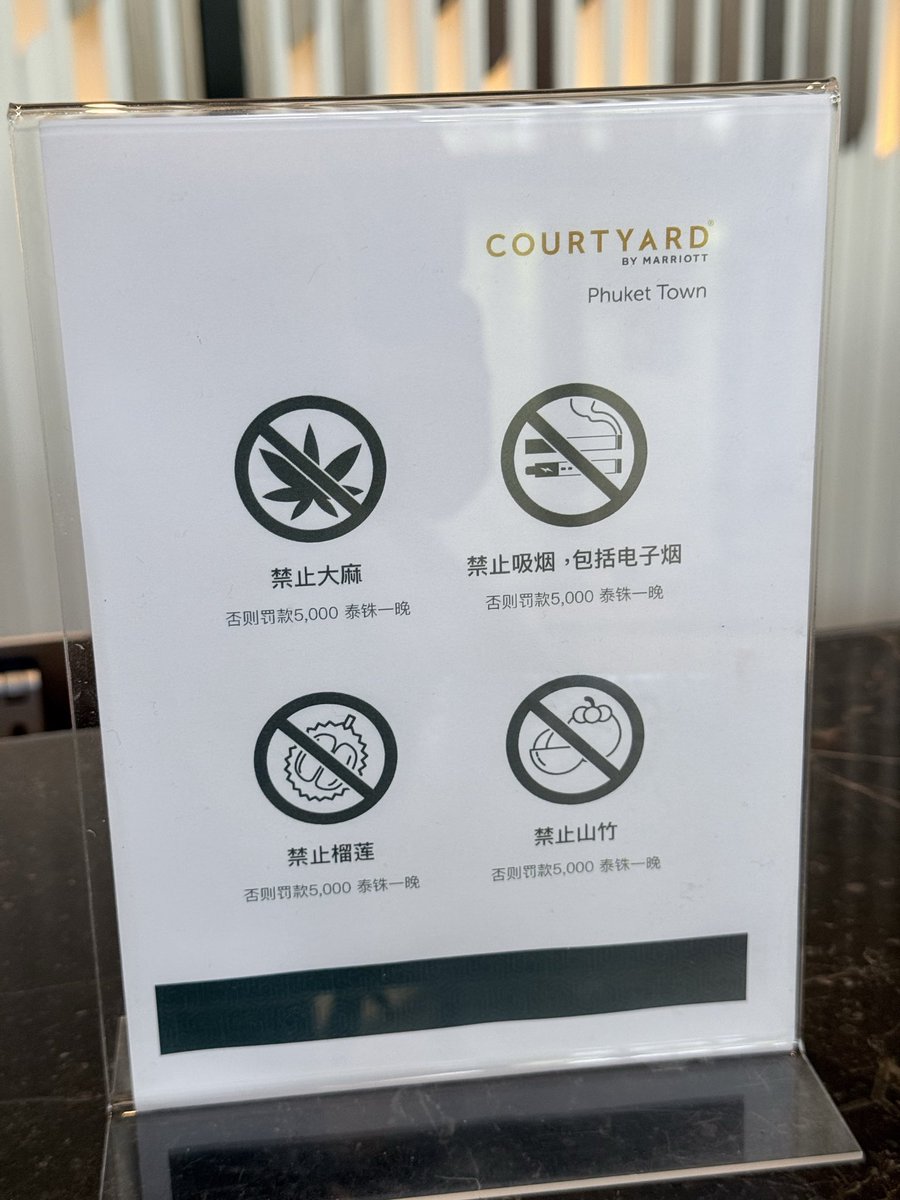 COURTYARD®
BY MARRIOTT
Phuket Town
禁止大麻
否则罚款5,000 泰铢一晚
禁止吸烟，包括电子烟
否则罚款5,000 泰铢一晚
禁止榴莲
否则罚款5,000 泰铢一晚
禁止山竹
否则罚款5,000 泰铢一晚